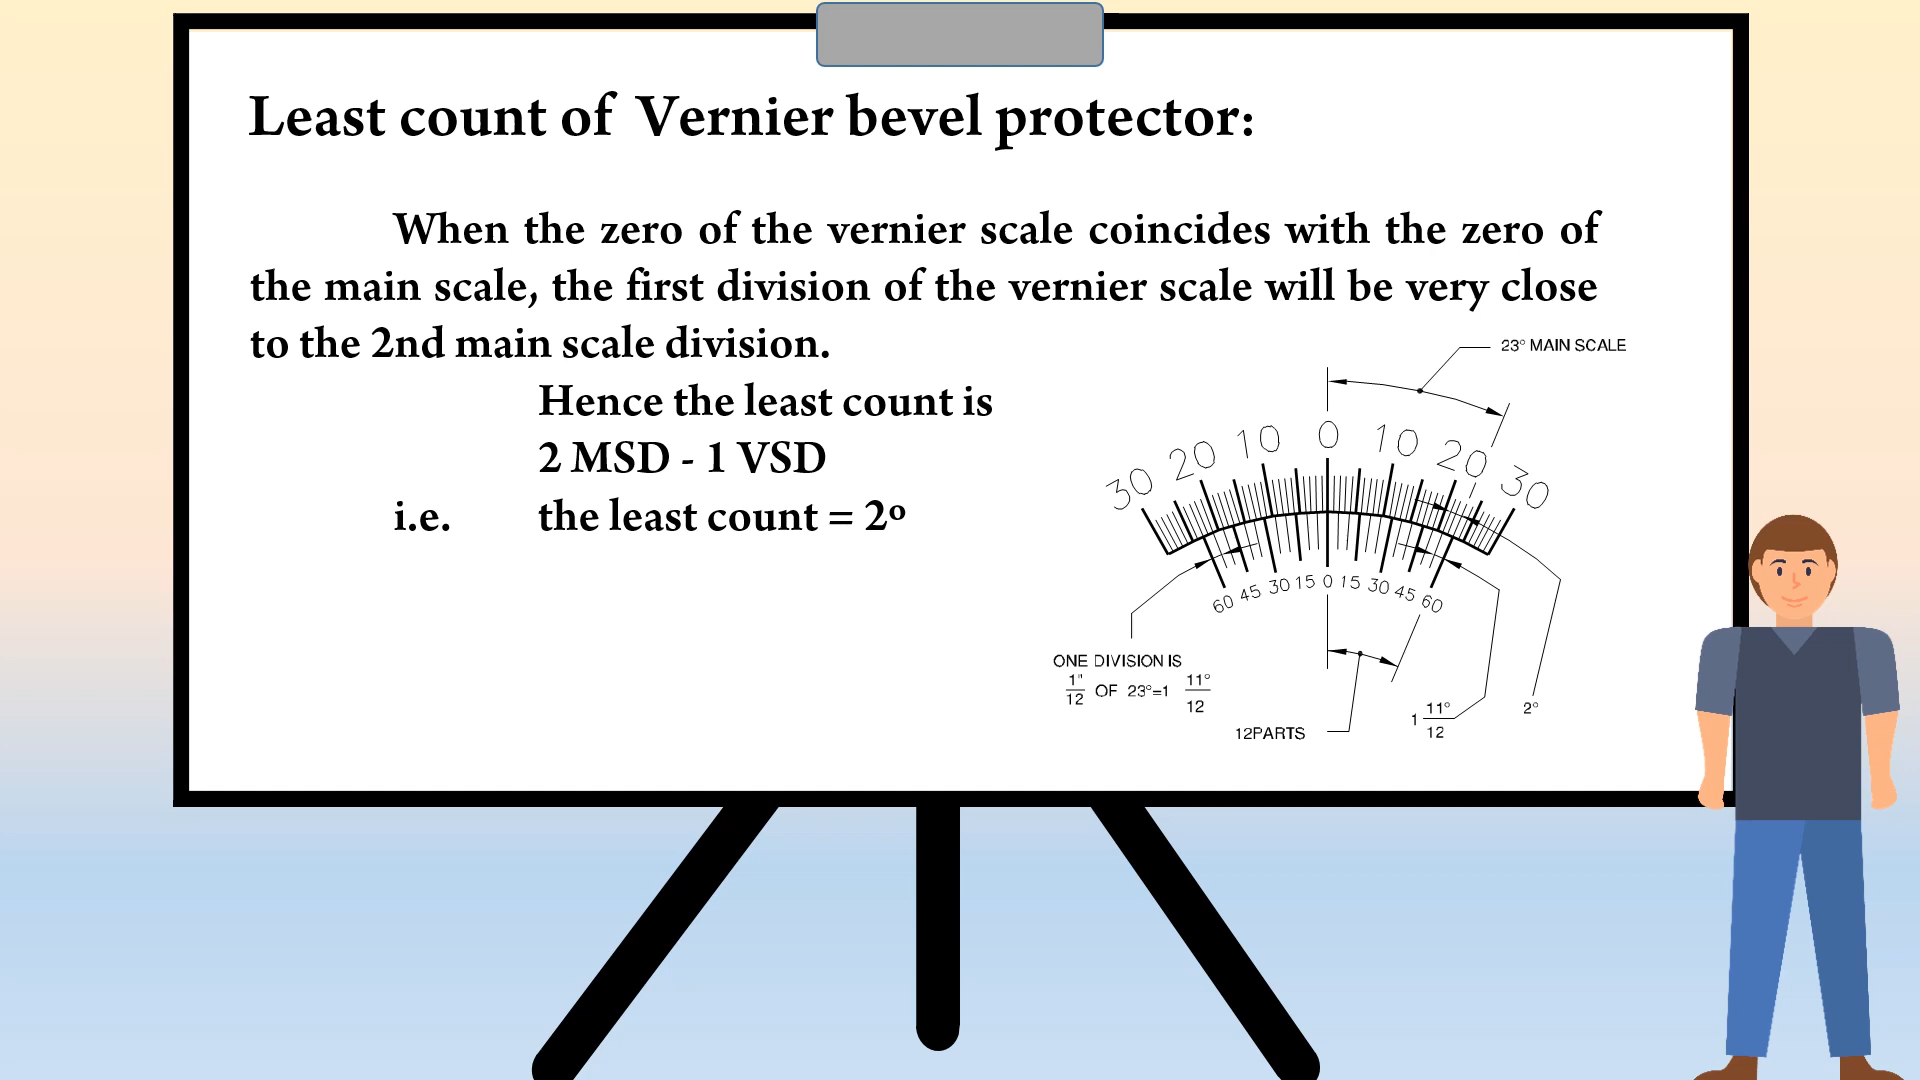 Least count of Vernier bevel protector:
When the zero of the vernier scale coincides with the zero of
the main scale, the first division of the vernier scale will be very close
to the 2nd main scale division.
Hence the least count is
2 MSD - 1 VSD
i.e. the least count = 2º
23° MAIN SCALE
30 20 10 0 10 20 30
60 45 30 15 0 15 30 45 60
ONE DIVISION IS
1"/12 OF 23°=1 11°/12
12PARTS
1 11°/12
2°